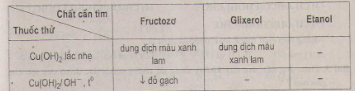 Chất cần tìm
Thuốc thử
Fructozơ
Glixerol
Etanol
Cu(OH)₂ lắc nhẹ
dung dịch màu xanh
lam
dung dịch màu
xanh lam
–
Cu(OH)₂/ OH⁻, t⁰
↓ đỏ gạch
–
–